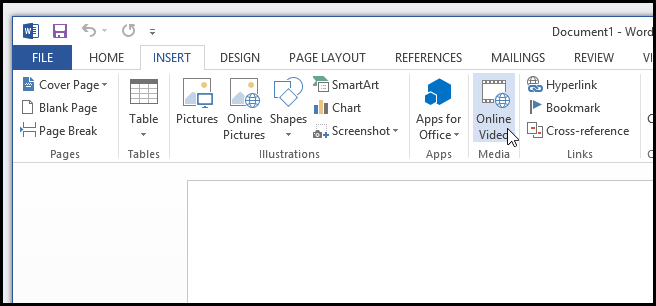 Document1 - Word
FILE HOME INSERT DESIGN PAGE LAYOUT REFERENCES MAILINGS REVIEW
Cover Page
Blank Page
Page Break
Pages
Table
Tables
Pictures
Online
Pictures
Shapes
SmartArt
Chart
Screenshot
Illustrations
Apps for
Office
Apps
Online
Video
Media
Hyperlink
Bookmark
Cross-reference
Links